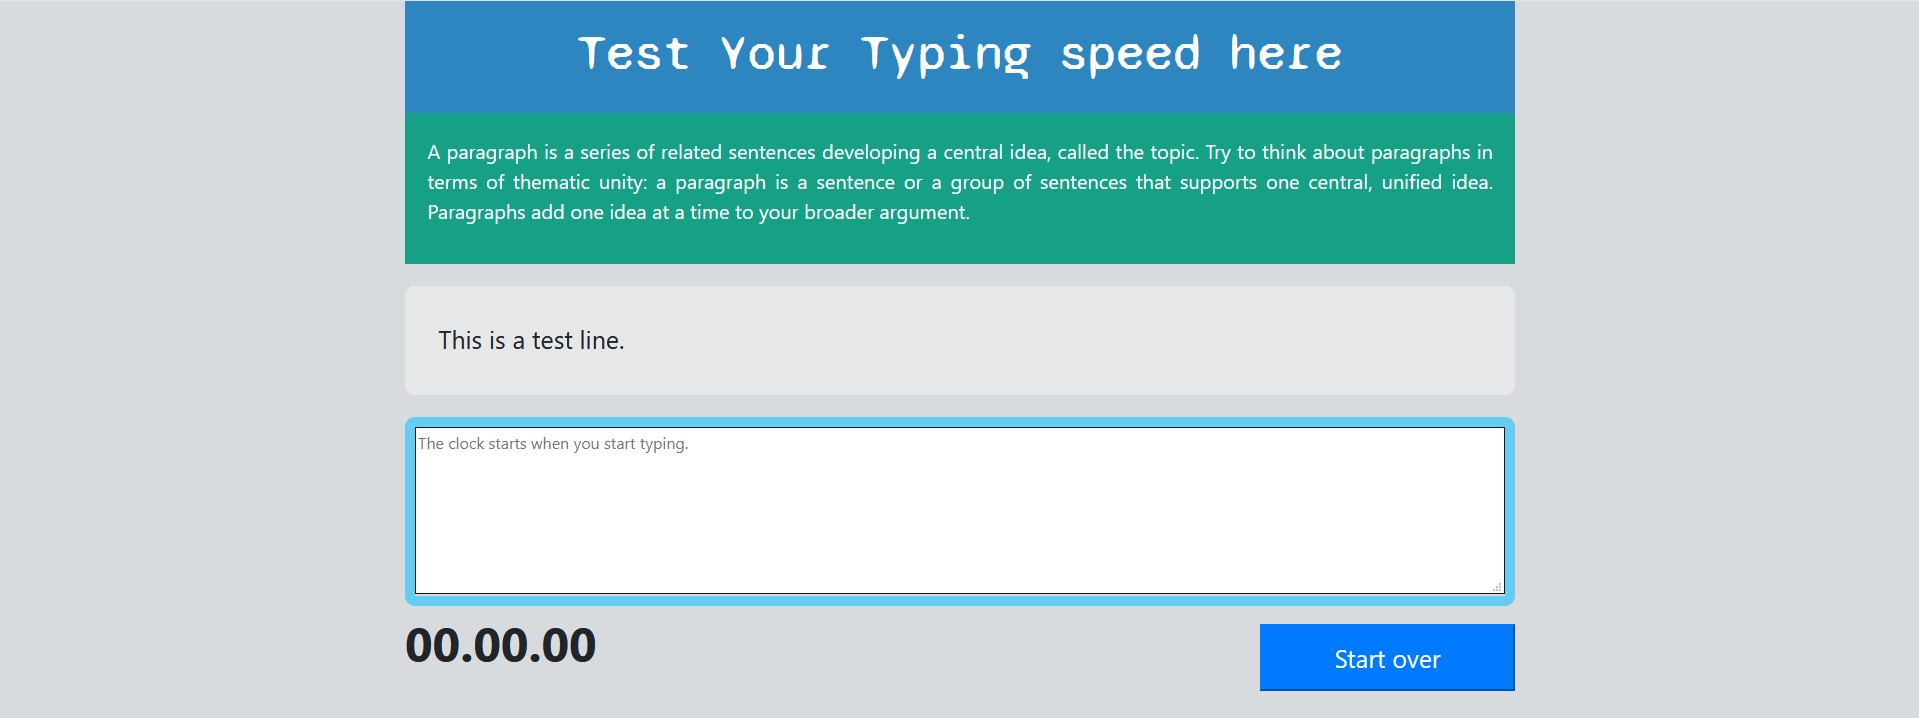 Test Your Typing speed here
A paragraph is a series of related sentences developing a central idea, called the topic. Try to think about paragraphs in
terms of thematic unity: a paragraph is a sentence or a group of sentences that supports one central, unified idea.
Paragraphs add one idea at a time to your broader argument.
This is a test line.
The clock starts when you start typing.
00.00.00
Start over